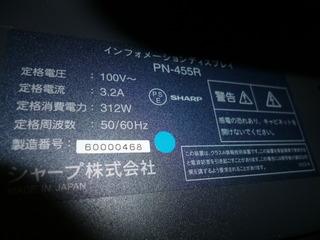 インフォメーションディスプレイ
PN-455R
定格電圧 : 100V～
定格電流 : 3.2A
定格消費電力 : 312W
定格周波数 : 50/60Hz
製造番号 : 60000468
シャープ株式会社
MADE IN JAPAN
PS E
SHARP
警告
感電の恐れあり、キャビネットを
開けないでください。